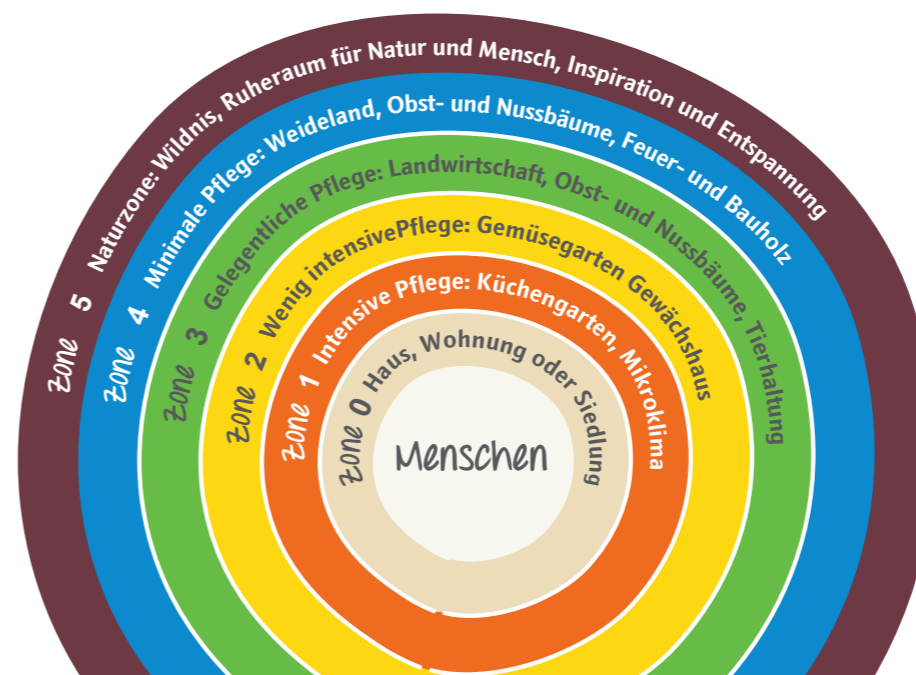 Zone 5 Naturzone: Wildnis, Ruheraum für Natur und Mensch, Inspiration und Entspannung
Zone 4 Minimale Pflege: Weideland, Obst- und Nussbäume, Feuer- und Bauholz
Zone 3 Gelegentliche Pflege: Landwirtschaft, Obst- und Nussbäume, Tierhaltung
Zone 2 Wenig intensivePflege: Gemüsegarten Gewächshaus
Zone 1 Intensive Pflege: Küchengarten, Mikroklima
Zone 0 Haus, Wohnung oder Siedlung
Menschen